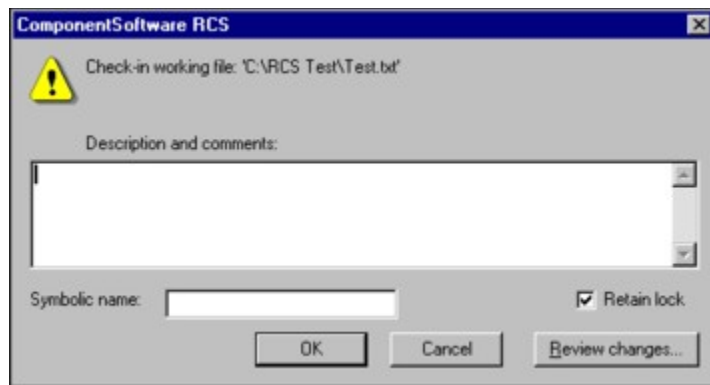 ComponentSoftware RCS
Check-in working file: 'C:\RCS Test\Test.txt'
Description and comments:
Symbolic name:
Retain lock
OK
Cancel
Review changes...